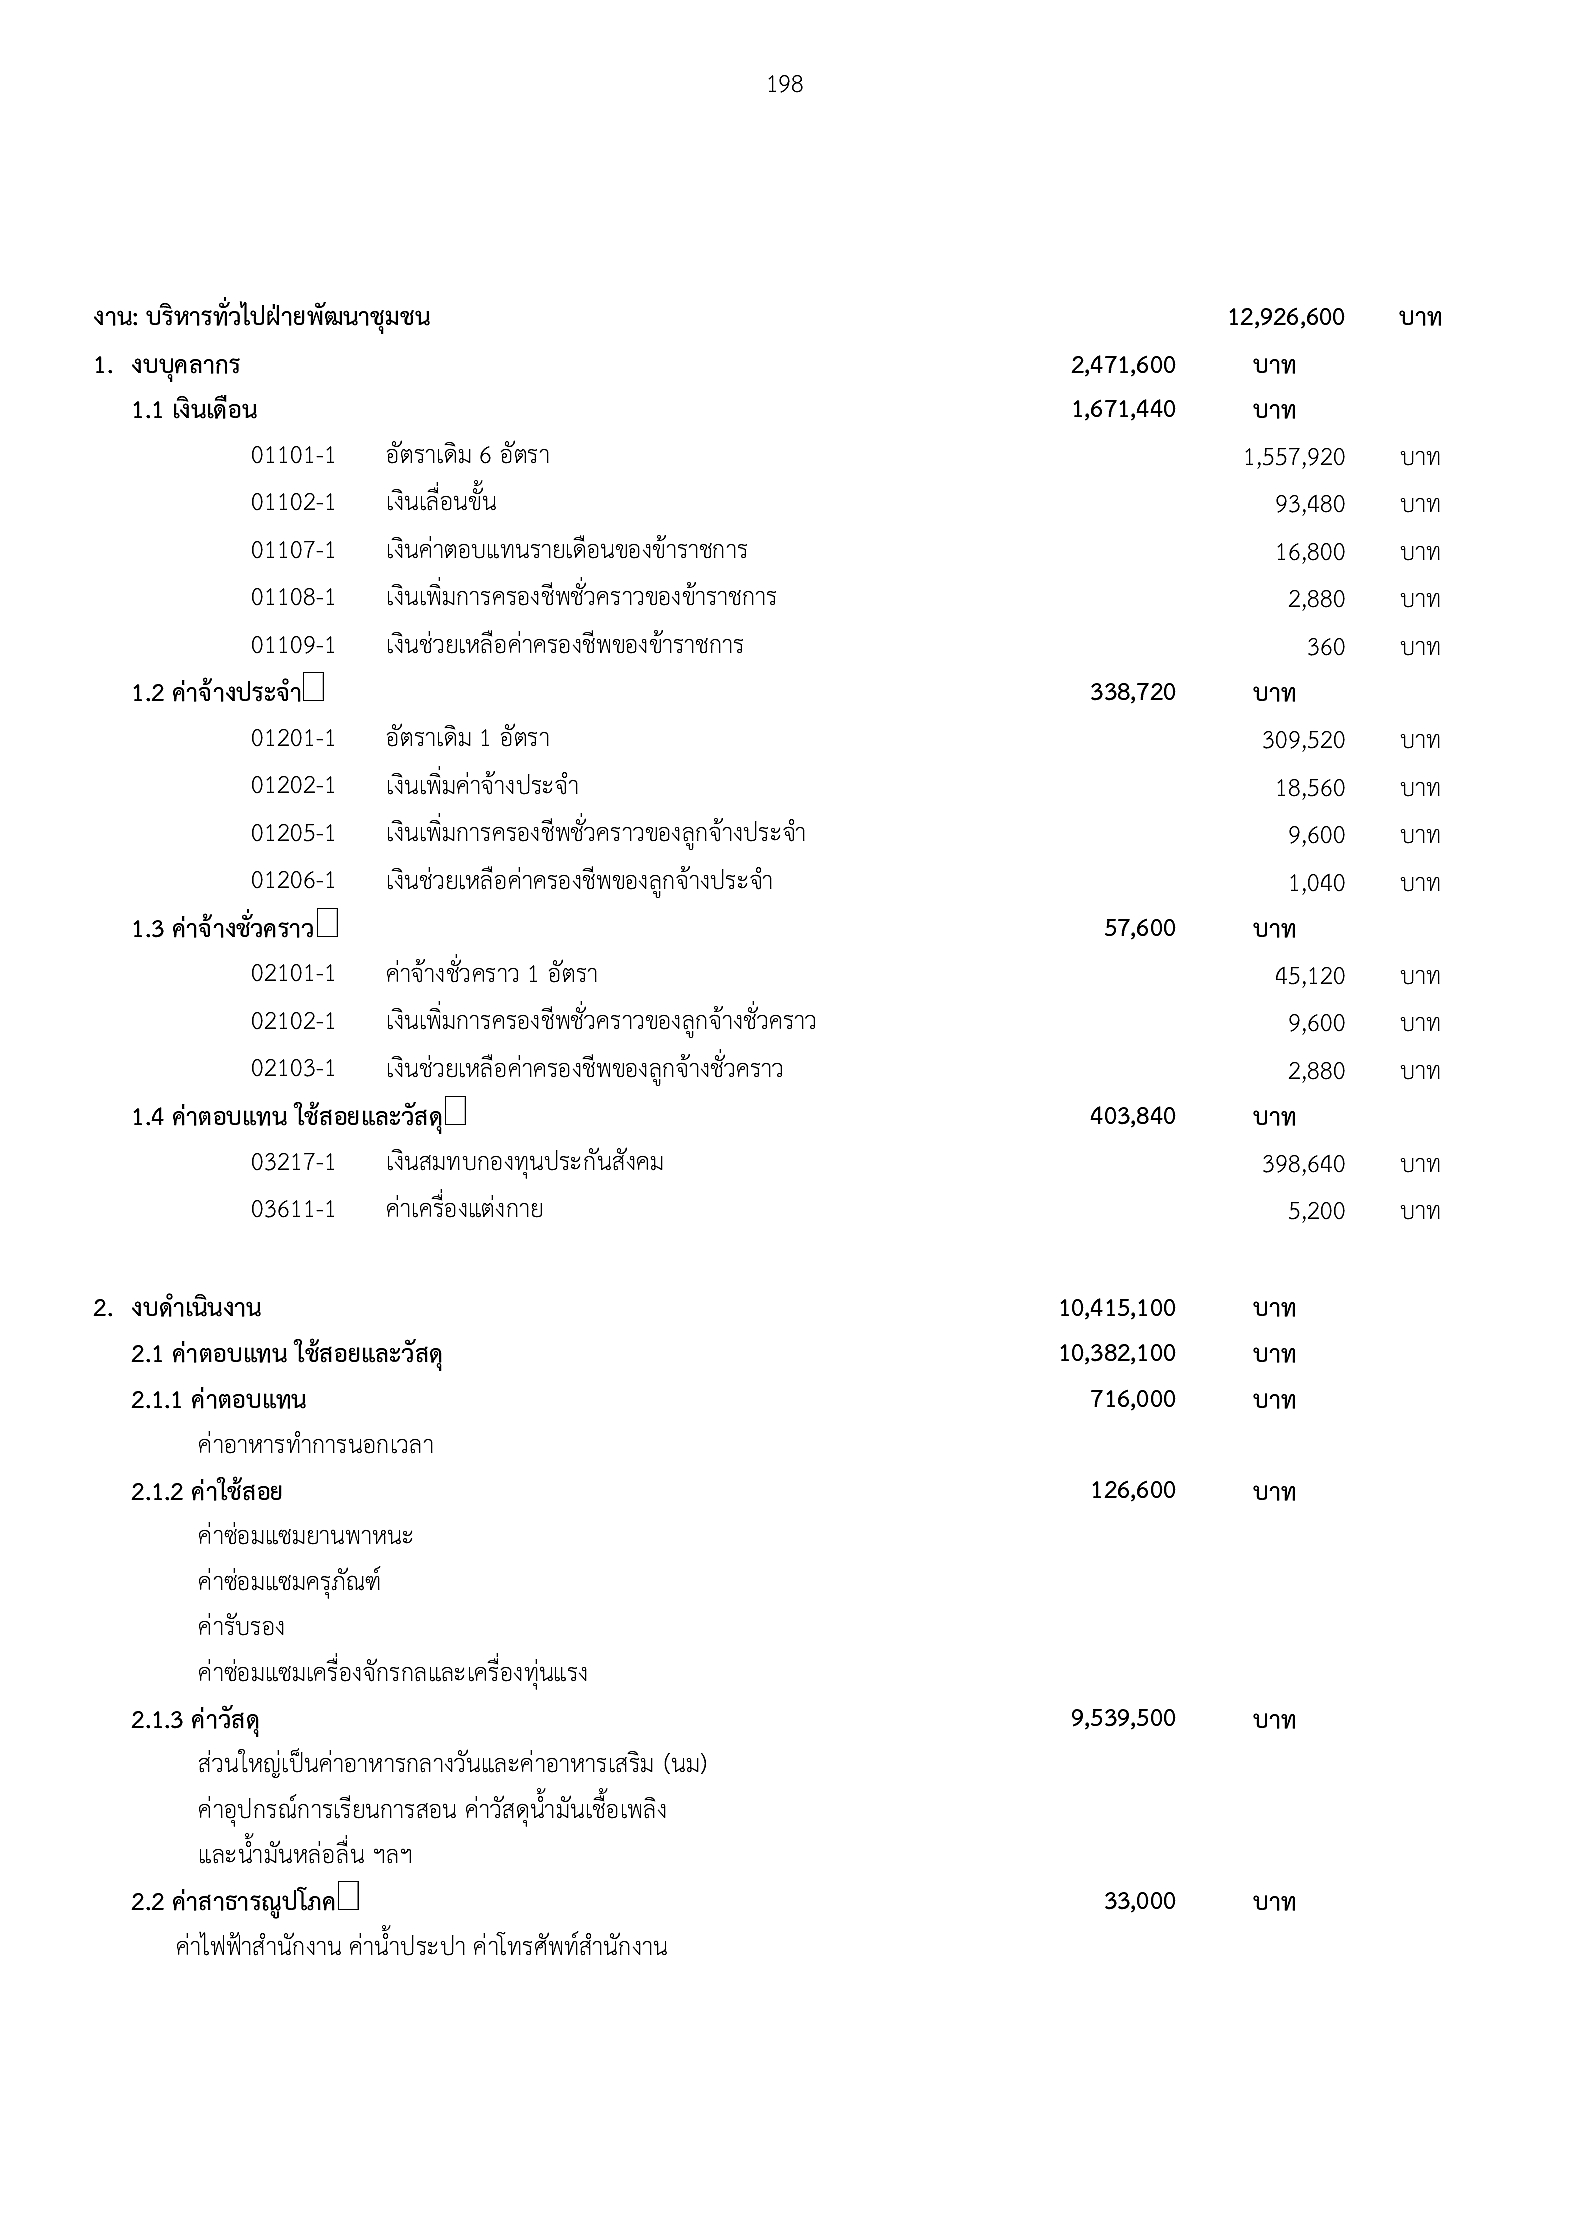 198
งาน: บริหารทั่วไปฝ่ายพัฒนาชุมชน 12,926,600 บาท
1. งบบุคลากร 2,471,600 บาท
1.1 เงินเดือน 1,671,440 บาท
01101-1 อัตราเดิม 6 อัตรา 1,557,920 บาท
01102-1 เงินเลื่อนขั้น 93,480 บาท
01107-1 เงินค่าตอบแทนรายเดือนของข้าราชการ 16,800 บาท
01108-1 เงินเพิ่มการครองชีพชั่วคราวของข้าราชการ 2,880 บาท
01109-1 เงินช่วยเหลือค่าครองชีพของข้าราชการ 360 บาท
1.2 ค่าจ้างประจำ 338,720 บาท
01201-1 อัตราเดิม 1 อัตรา 309,520 บาท
01202-1 เงินเพิ่มค่าจ้างประจำ 18,560 บาท
01205-1 เงินเพิ่มการครองชีพชั่วคราวของลูกจ้างประจำ 9,600 บาท
01206-1 เงินช่วยเหลือค่าครองชีพของลูกจ้างประจำ 1,040 บาท
1.3 ค่าจ้างชั่วคราว 57,600 บาท
02101-1 ค่าจ้างชั่วคราว 1 อัตรา 45,120 บาท
02102-1 เงินเพิ่มการครองชีพชั่วคราวของลูกจ้างชั่วคราว 9,600 บาท
02103-1 เงินช่วยเหลือค่าครองชีพของลูกจ้างชั่วคราว 2,880 บาท
1.4 ค่าตอบแทน ใช้สอยและวัสดุ 403,840 บาท
03217-1 เงินสมทบกองทุนประกันสังคม 398,640 บาท
03611-1 ค่าเครื่องแต่งกาย 5,200 บาท
2. งบดำเนินงาน 10,415,100 บาท
2.1 ค่าตอบแทน ใช้สอยและวัสดุ 10,382,100 บาท
2.1.1 ค่าตอบแทน 716,000 บาท
ค่าอาหารทำการนอกเวลา
2.1.2 ค่าใช้สอย 126,600 บาท
ค่าซ่อมแซมยานพาหนะ
ค่าซ่อมแซมครุภัณฑ์
ค่ารับรอง
ค่าซ่อมแซมเครื่องจักรกลและเครื่องทุ่นแรง
2.1.3 ค่าวัสดุ 9,539,500 บาท
ส่วนใหญ่เป็นค่าอาหารกลางวันและค่าอาหารเสริม (นม)
ค่าอุปกรณ์การเรียนการสอน ค่าวัสดุน้ำมันเชื้อเพลิง
และน้ำมันหล่อลื่น ฯลฯ
2.2 ค่าสาธารณูปโภค 33,000 บาท
ค่าไฟฟ้าสำนักงาน ค่าน้ำประปา ค่าโทรศัพท์สำนักงาน